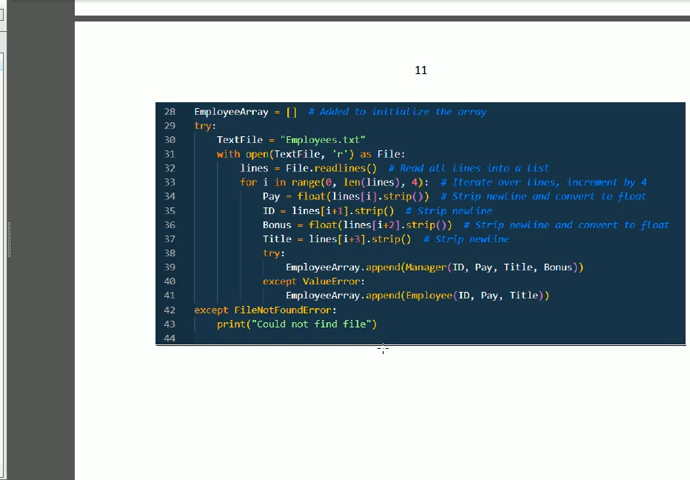 11
28 EmployeeArray = [] # Added to initialize the array
29 try:
30 TextFile = "Employees.txt"
31 with open(TextFile, 'r') as File:
32 lines = File.readlines() # Read all lines into a list
33 for i in range(0, len(lines), 4): # Iterate over lines, increment by 4
34 Pay = float(lines[i].strip()) # Strip newline and convert to float
35 ID = lines[i+1].strip() # Strip newline
36 Bonus = float(lines[i+2].strip()) # Strip newline and convert to float
37 Title = lines[i+3].strip() # Strip newline
38 try:
39 EmployeeArray.append(Manager(ID, Pay, Title, Bonus))
40 except ValueError:
41 EmployeeArray.append(Employee(ID, Pay, Title))
42 except FileNotFoundError:
43 print("Could not find file")
44